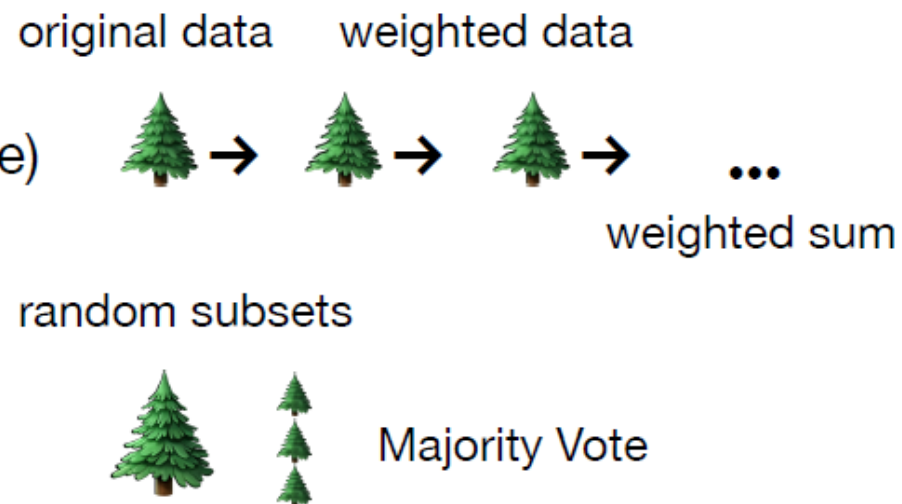 original data weighted data
e)
...
weighted sum
random subsets
Majority Vote